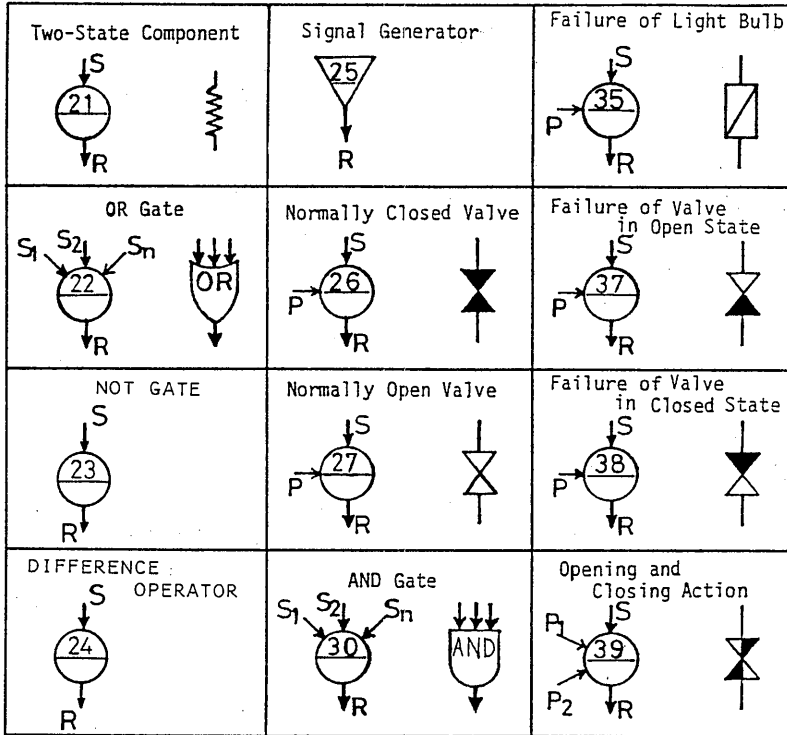 Two-State Component
S
21
R
Signal Generator
25
R
Failure of Light Bulb
S
35
P
R
OR Gate
S1 S2 Sn
22
R
OR
Normally Closed Valve
S
26
P
R
Failure of Valve
in Open State
S
37
P
R
NOT GATE
S
23
R
Normally Open Valve
S
27
P
R
Failure of Valve
in Closed State
S
38
P
R
DIFFERENCE
OPERATOR
S
24
R
AND Gate
S1 S2 Sn
30
R
AND
Opening and
Closing Action
S
P1
39
P2
R